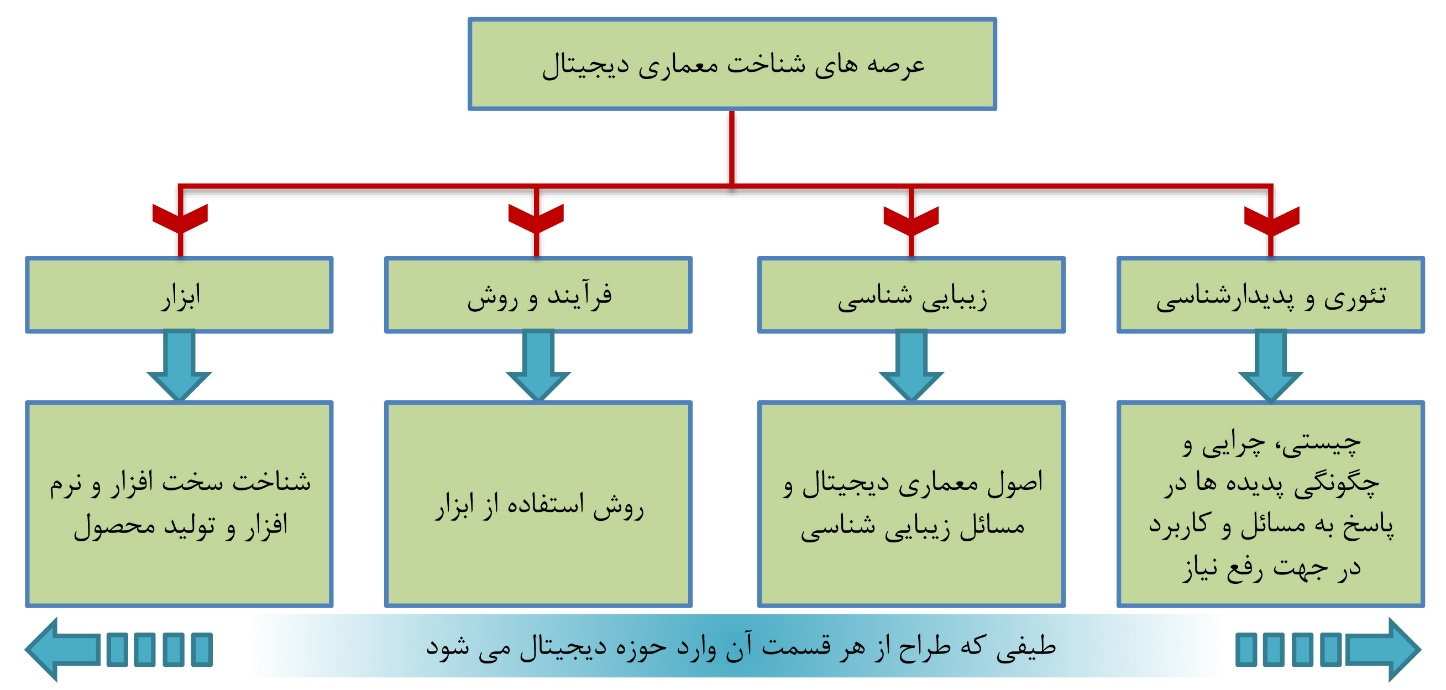 عرصه های شناخت معماری دیجیتال
تئوری و پدیدارشناسی
زیبایی شناسی
فرآیند و روش
ابزار
چیستی، چرایی و
چگونگی پدیده ها در
پاسخ به مسائل و کاربرد
در جهت رفع نیاز
اصول معماری دیجیتال و
مسائل زیبایی شناسی
روش استفاده از ابزار
شناخت سخت افزار و نرم
افزار و تولید محصول
طیفی که طراح از هر قسمت آن وارد حوزه دیجیتال می شود